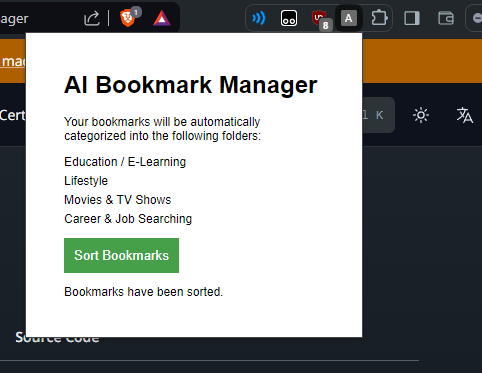 ager
1
8
A
mac
AI Bookmark Manager
Cert
Your bookmarks will be automatically
categorized into the following folders:
K
Education / E-Learning
Lifestyle
Movies & TV Shows
Career & Job Searching
Sort Bookmarks
Bookmarks have been sorted.
Source Code